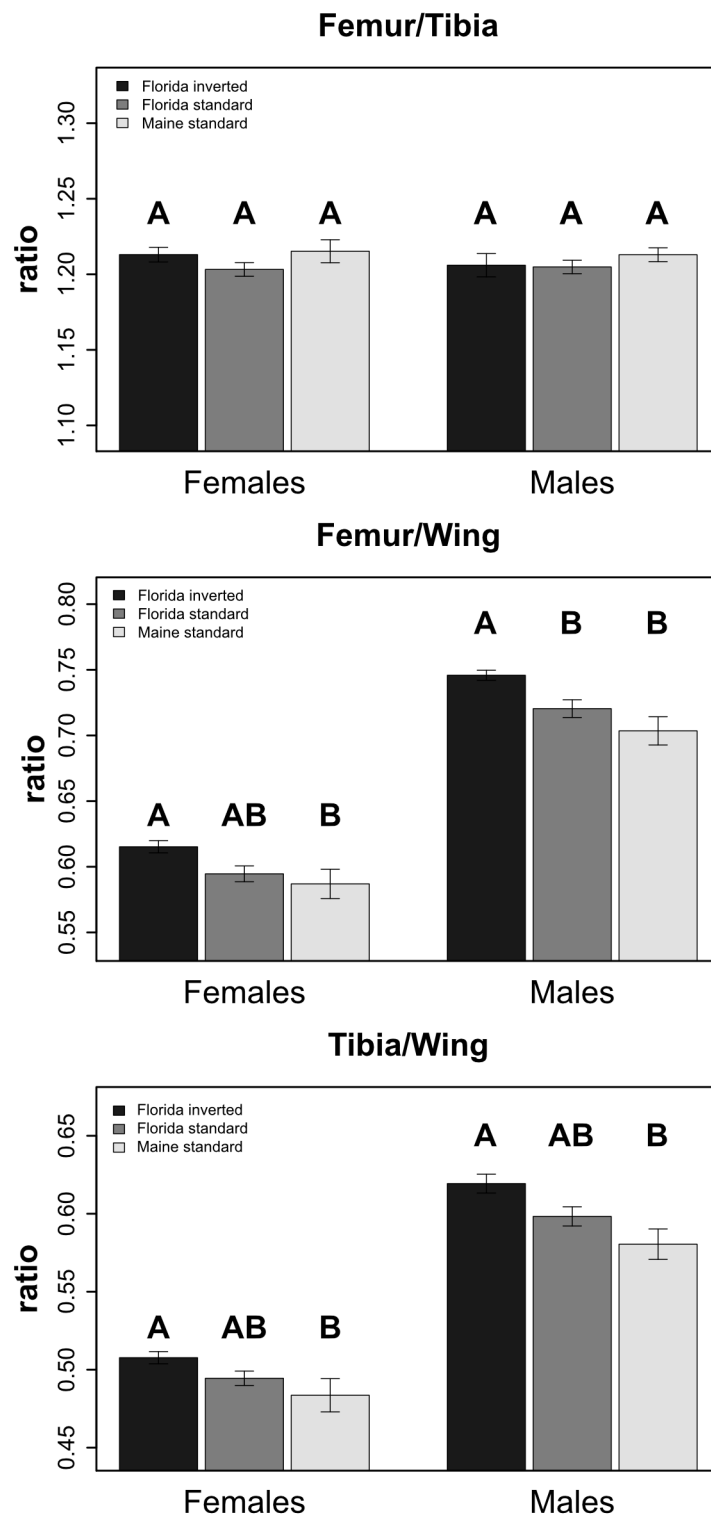 Femur/Tibia
Florida inverted
Florida standard
Maine standard
1.30
1.25
1.20
1.15
1.10
ratio
A A A A A A
Females Males
Femur/Wing
Florida inverted
Florida standard
Maine standard
0.80
0.75
0.70
0.65
0.60
0.55
ratio
A B B
A AB B
Females Males
Tibia/Wing
Florida inverted
Florida standard
Maine standard
0.65
0.60
0.55
0.50
0.45
ratio
A AB B
A AB B
Females Males